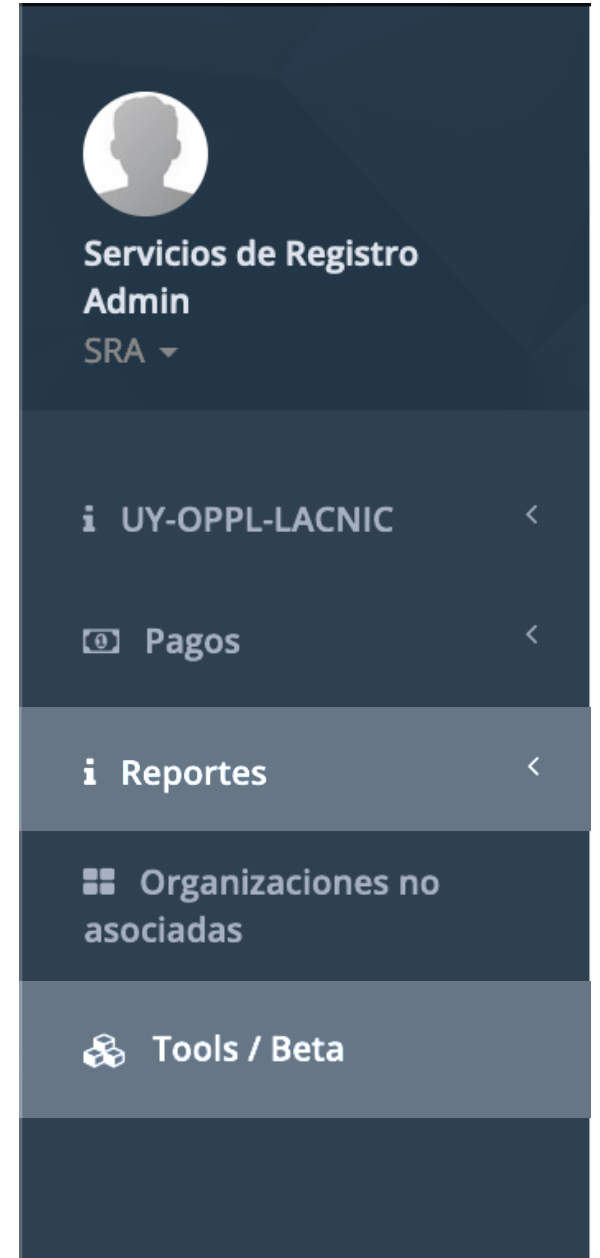 Servicios de Registro
Admin
SRA
UY-OPPL-LACNIC
Pagos
Reportes
Organizaciones no
asociadas
Tools / Beta